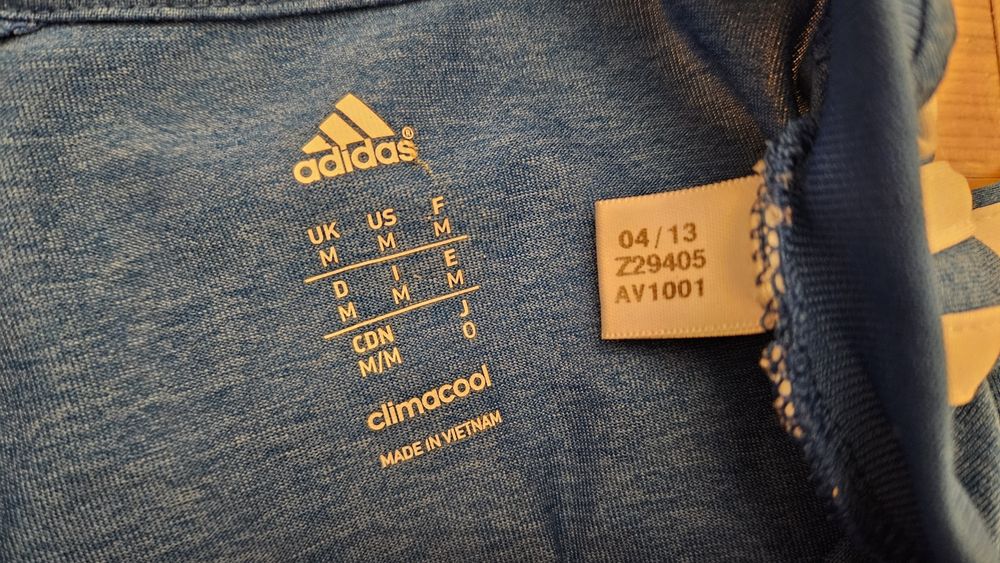 adidas®
UK US F
M M M
D I E
M M M
CDN J
M/M O
climacool
MADE IN VIETNAM
04/13
Z29405
AV1001